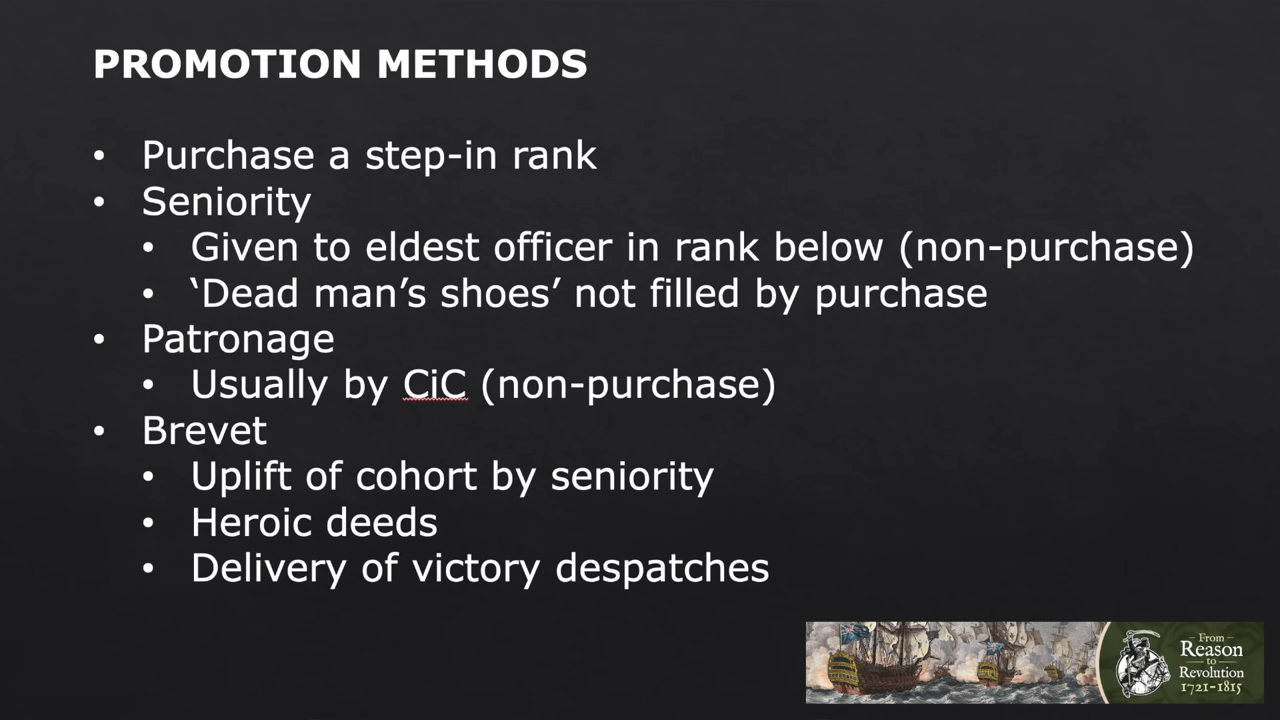 PROMOTION METHODS
• Purchase a step-in rank
• Seniority
• Given to eldest officer in rank below (non-purchase)
• ‘Dead man’s shoes’ not filled by purchase
• Patronage
• Usually by CiC (non-purchase)
• Brevet
• Uplift of cohort by seniority
• Heroic deeds
• Delivery of victory despatches
From
Reason
to
Revolution
1721-1815